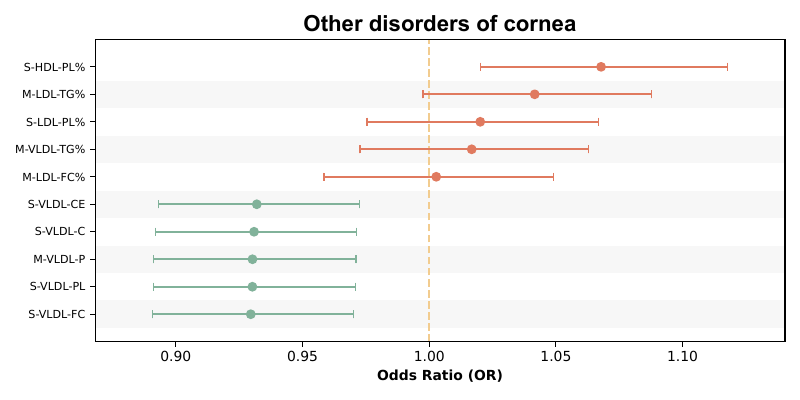 Other disorders of cornea
S-HDL-PL%
M-LDL-TG%
S-LDL-PL%
M-VLDL-TG%
M-LDL-FC%
S-VLDL-CE
S-VLDL-C
M-VLDL-P
S-VLDL-PL
S-VLDL-FC
0.90 0.95 1.00 1.05 1.10
Odds Ratio (OR)